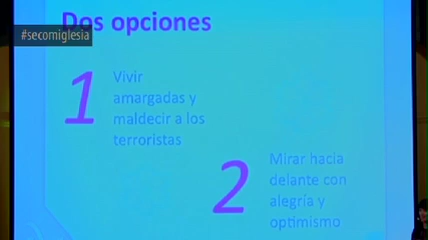 Dos opciones
#secomiglesia
1
Vivir
amargadas y
maldecir a los
terroristas
2
Mirar hacia
delante con
alegría y
optimismo